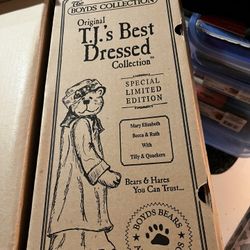 The
BOYDS COLLECTION
Original
T.J.'s Best
Dressed
Collection™
SPECIAL
LIMITED
EDITION
Mary Elizabeth
Becca & Ruth
With
Tilly & Quackers
Bears & Hares
You Can Trust...
BOYDS BEARS